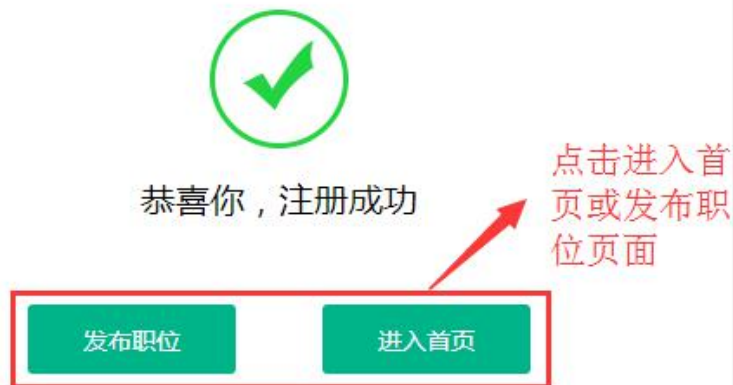 恭喜你，注册成功
点击进入首
页或发布职
位页面
发布职位
进入首页